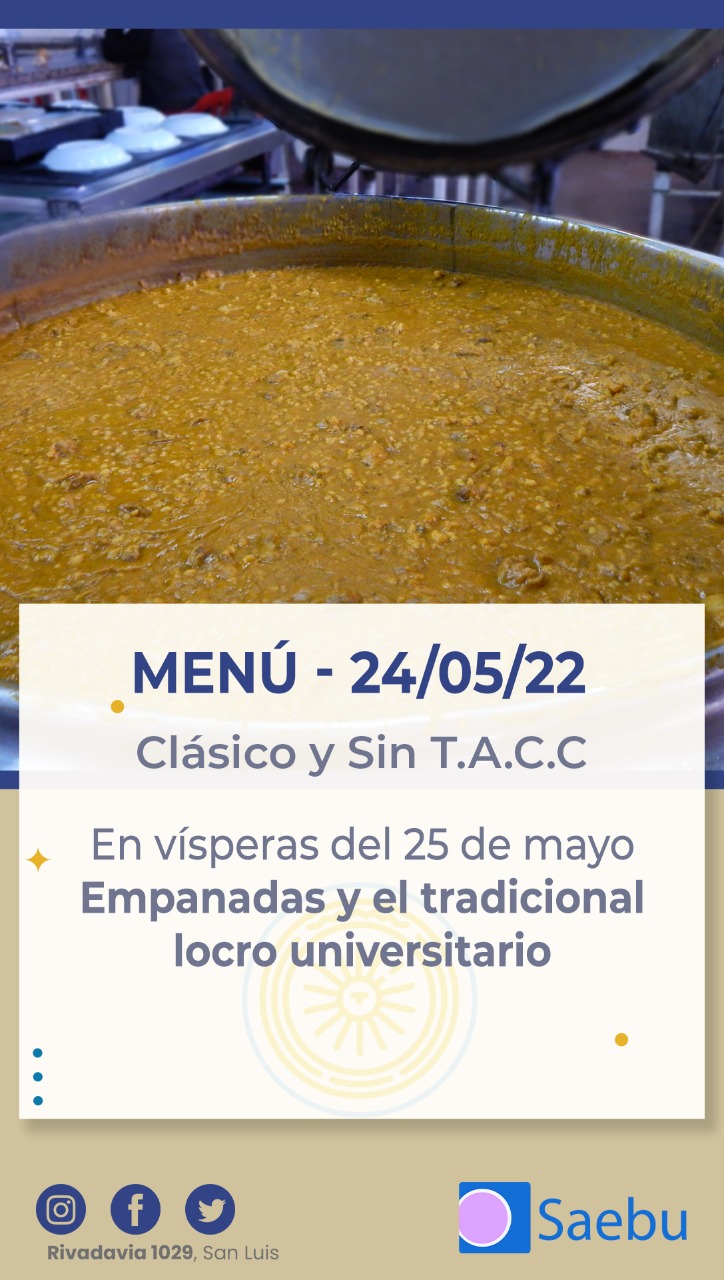 MENÚ - 24/05/22
Clásico y Sin T.A.C.C
En vísperas del 25 de mayo
Empanadas y el tradicional
locro universitario
Rivadavia 1029, San Luis
Saebu